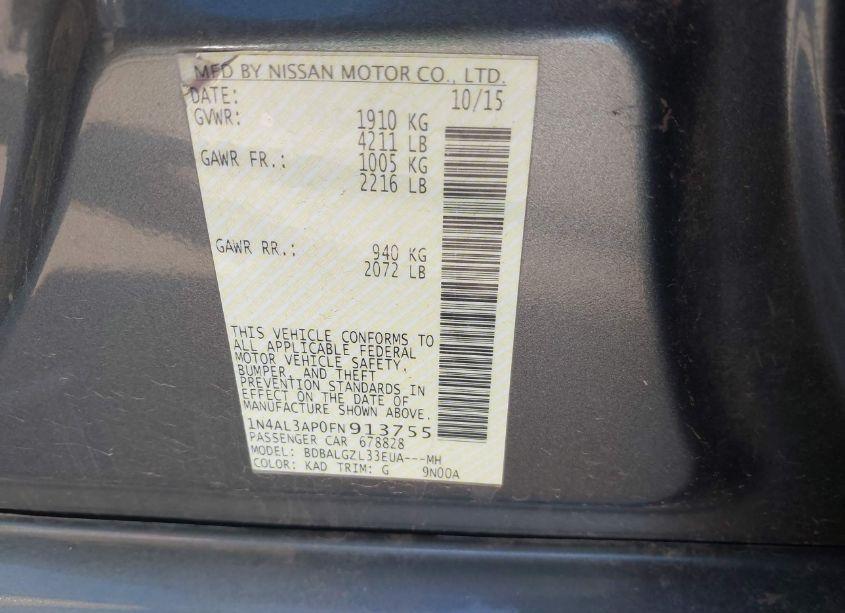 MFD BY NISSAN MOTOR CO., LTD.
DATE: 10/15
GVWR: 1910 KG
4211 LB
GAWR FR.: 1005 KG
2216 LB
GAWR RR.: 940 KG
2072 LB
THIS VEHICLE CONFORMS TO
ALL APPLICABLE FEDERAL
MOTOR VEHICLE SAFETY,
BUMPER, AND THEFT
PREVENTION STANDARDS IN
EFFECT ON THE DATE OF
MANUFACTURE SHOWN ABOVE.
1N4AL3AP0FN913755
PASSENGER CAR 678828
MODEL: BDBALGZL33EUA---MH
COLOR: KAD TRIM: G 9N00A